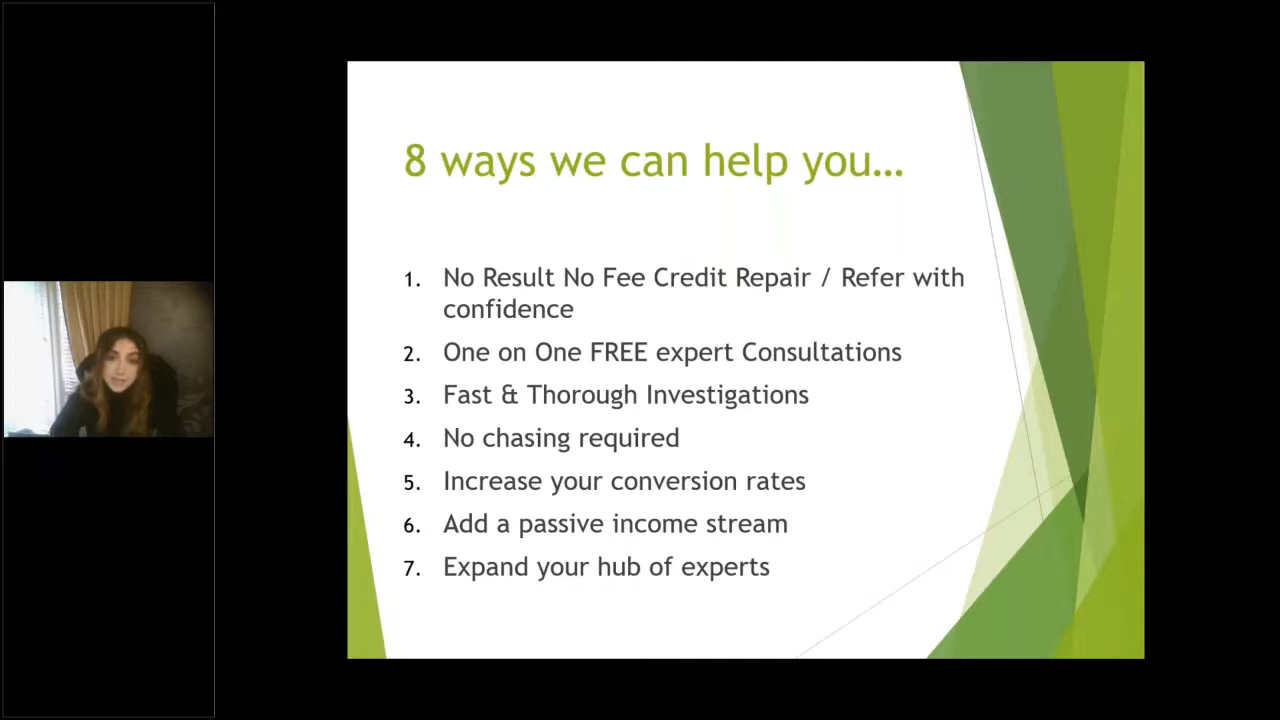 8 ways we can help you…
1. No Result No Fee Credit Repair / Refer with
confidence
2. One on One FREE expert Consultations
3. Fast & Thorough Investigations
4. No chasing required
5. Increase your conversion rates
6. Add a passive income stream
7. Expand your hub of experts